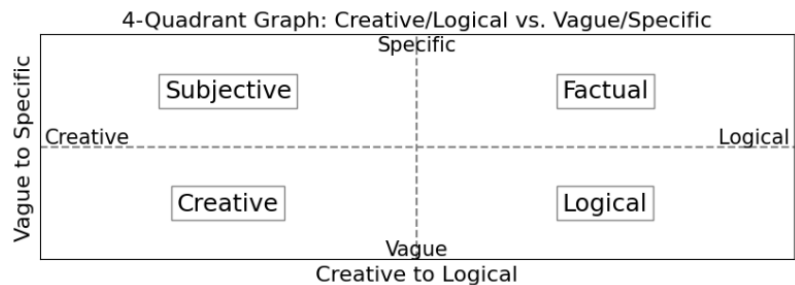 4-Quadrant Graph: Creative/Logical vs. Vague/Specific
Specific
Subjective
Factual
Vague to Specific
Creative
Logical
Creative
Logical
Vague
Creative to Logical